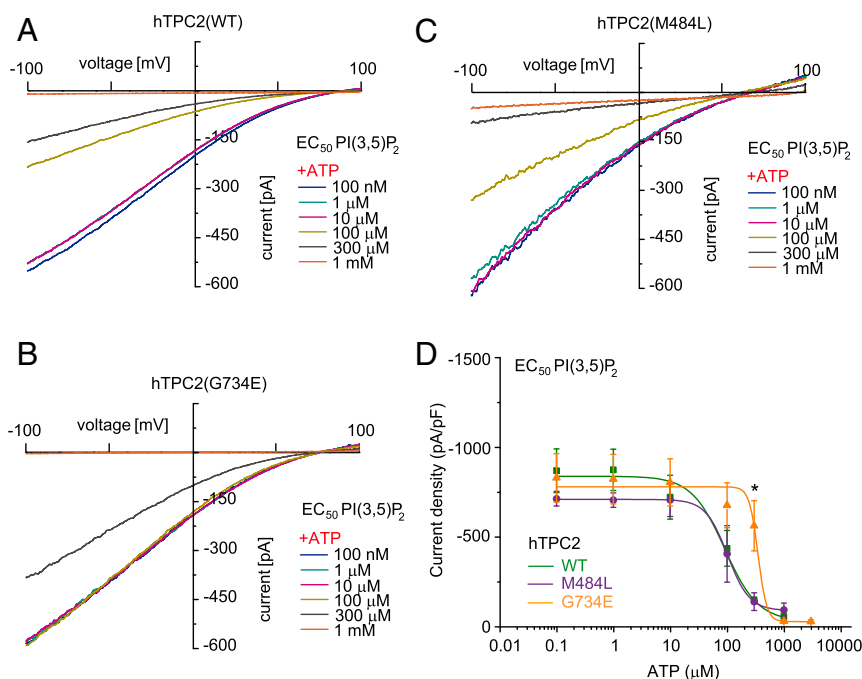 A
hTPC2(WT)
voltage [mV]
-100
100
-150
-300
-450
-600
current [pA]
EC50 PI(3,5)P2
+ATP
100 nM
1 µM
10 µM
100 µM
300 µM
1 mM
C
hTPC2(M484L)
voltage [mV]
-100
100
-150
-300
-450
-600
current [pA]
EC50 PI(3,5)P2
+ATP
100 nM
1 µM
10 µM
100 µM
300 µM
1 mM
B
hTPC2(G734E)
voltage [mV]
-100
100
-150
-300
-450
-600
current [pA]
EC50 PI(3,5)P2
+ATP
100 nM
1 µM
10 µM
100 µM
300 µM
1 mM
D
EC50 PI(3,5)P2
Current density (pA/pF)
-1500
-1000
-500
0
*
hTPC2
WT
M484L
G734E
0.01 0.1 1 10 100 1000 10000
ATP (µM)